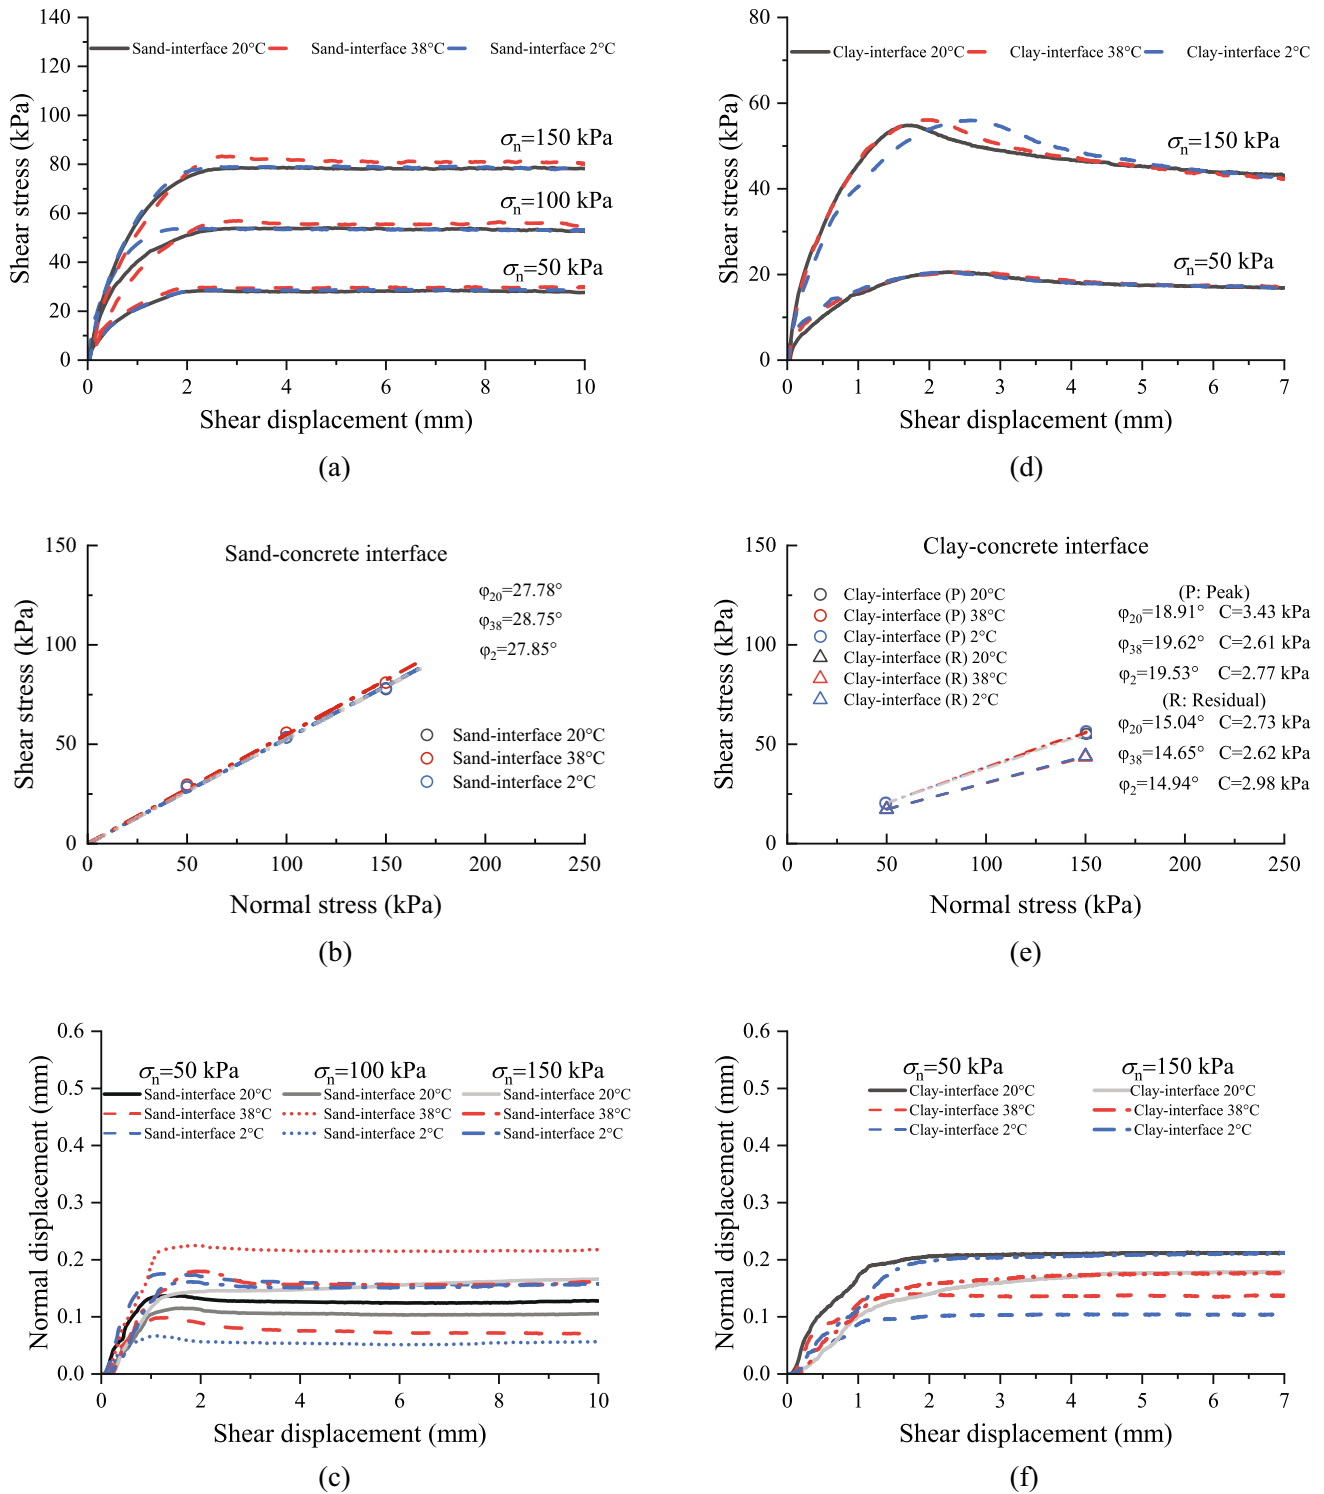 140
120
100
80
60
40
20
0
Shear stress (kPa)
Sand-interface 20°C Sand-interface 38°C Sand-interface 2°C
σn=150 kPa
σn=100 kPa
σn=50 kPa
0 2 4 6 8 10
Shear displacement (mm)
(a)
80
60
40
20
0
Shear stress (kPa)
Clay-interface 20°C Clay-interface 38°C Clay-interface 2°C
σn=150 kPa
σn=50 kPa
0 1 2 3 4 5 6 7
Shear displacement (mm)
(d)
150
100
50
0
Shear stress (kPa)
Sand-concrete interface
φ20=27.78°
φ38=28.75°
φ2=27.85°
Sand-interface 20°C
Sand-interface 38°C
Sand-interface 2°C
0 50 100 150 200 250
Normal stress (kPa)
(b)
150
100
50
0
Shear stress (kPa)
Clay-concrete interface
Clay-interface (P) 20°C
Clay-interface (P) 38°C
Clay-interface (P) 2°C
Clay-interface (R) 20°C
Clay-interface (R) 38°C
Clay-interface (R) 2°C
(P: Peak)
φ20=18.91° C=3.43 kPa
φ38=19.62° C=2.61 kPa
φ2=19.53° C=2.77 kPa
(R: Residual)
φ20=15.04° C=2.73 kPa
φ38=14.65° C=2.62 kPa
φ2=14.94° C=2.98 kPa
0 50 100 150 200 250
Normal stress (kPa)
(e)
0.6
0.5
0.4
0.3
0.2
0.1
0.0
Normal displacement (mm)
σn=50 kPa σn=100 kPa σn=150 kPa
Sand-interface 20°C Sand-interface 20°C Sand-interface 20°C
Sand-interface 38°C Sand-interface 38°C Sand-interface 38°C
Sand-interface 2°C Sand-interface 2°C Sand-interface 2°C
0 2 4 6 8 10
Shear displacement (mm)
(c)
0.6
0.5
0.4
0.3
0.2
0.1
0.0
Normal displacement (mm)
σn=50 kPa σn=150 kPa
Clay-interface 20°C Clay-interface 20°C
Clay-interface 38°C Clay-interface 38°C
Clay-interface 2°C Clay-interface 2°C
0 1 2 3 4 5 6 7
Shear displacement (mm)
(f)